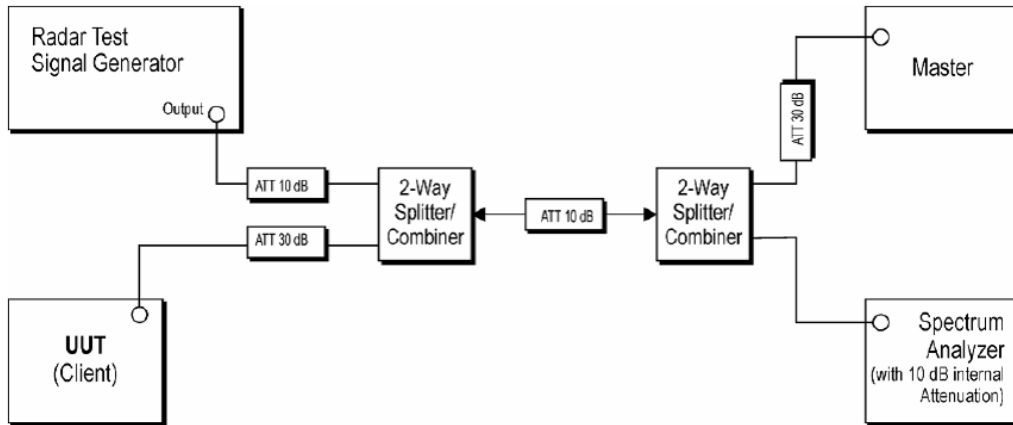 Radar Test
Signal Generator
Output
ATT 10 dB
ATT 30 dB
2-Way
Splitter/
Combiner
ATT 10 dB
2-Way
Splitter/
Combiner
ATT 30 dB
Master
UUT
(Client)
Spectrum
Analyzer
(with 10 dB internal
Attenuation)